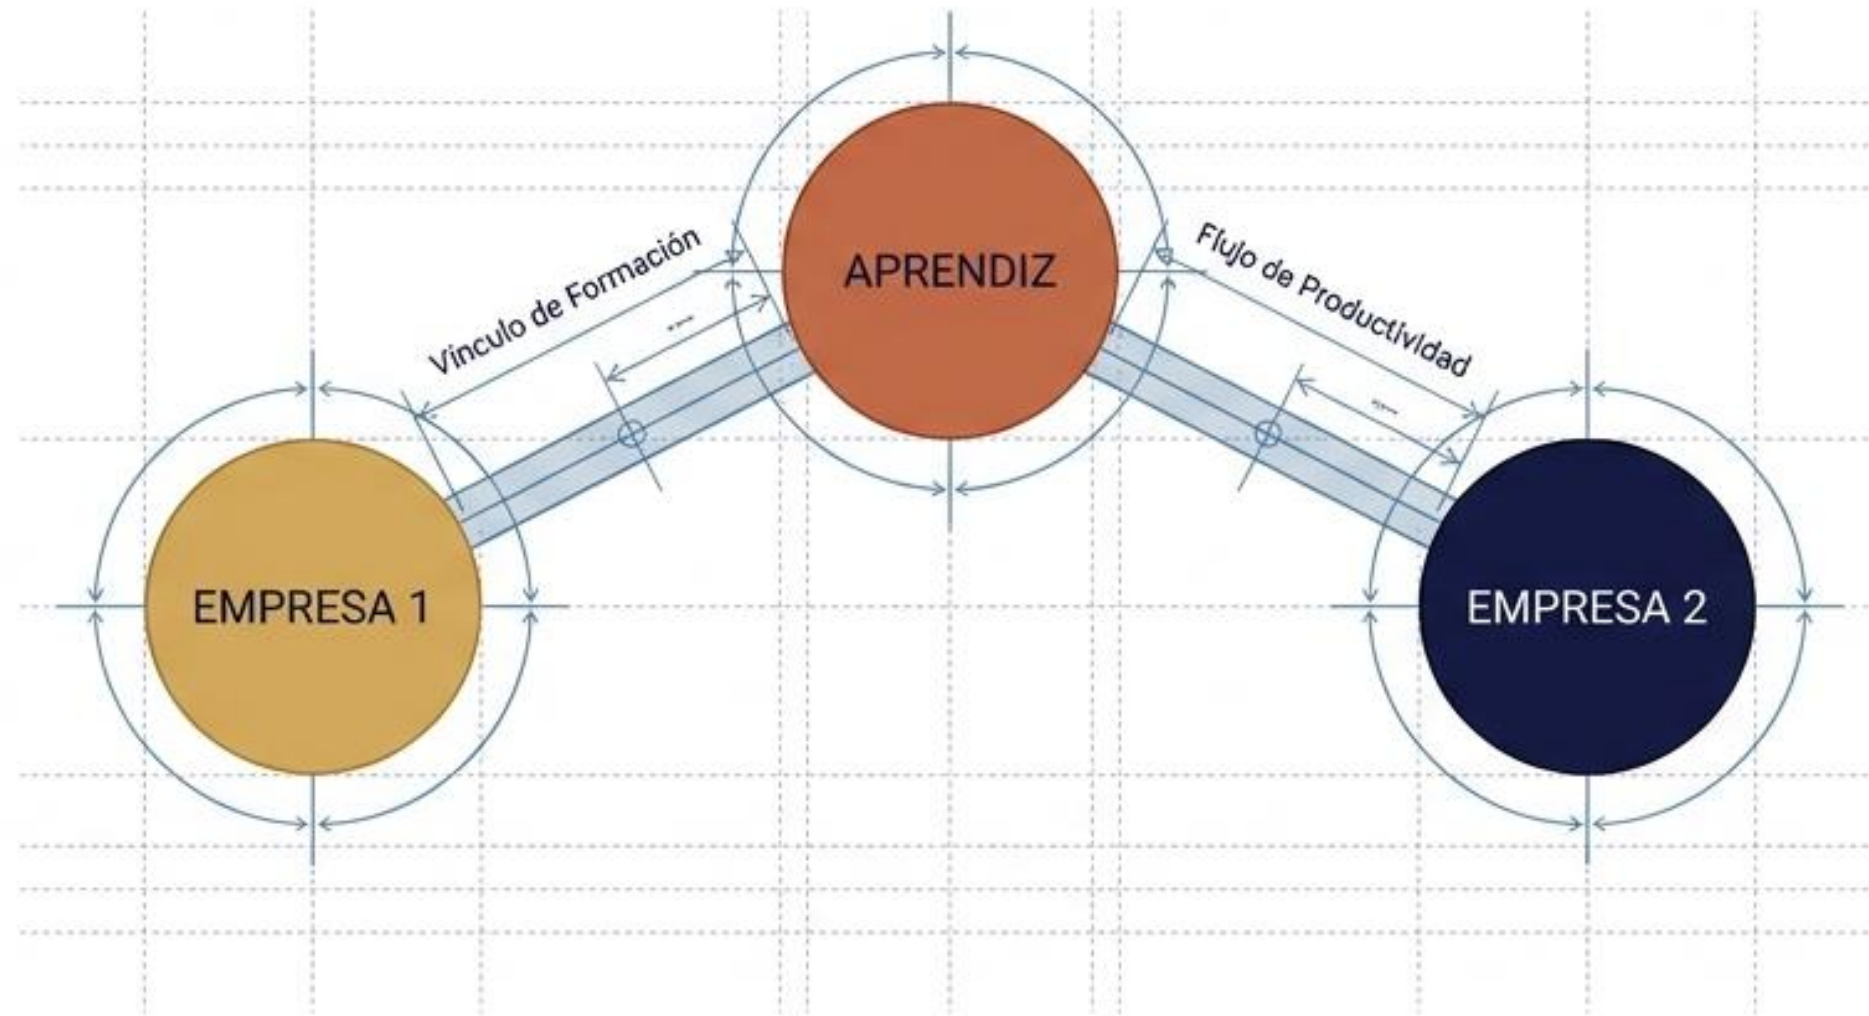 APRENDIZ
Vínculo de Formación
Flujo de Productividad
EMPRESA 1
EMPRESA 2